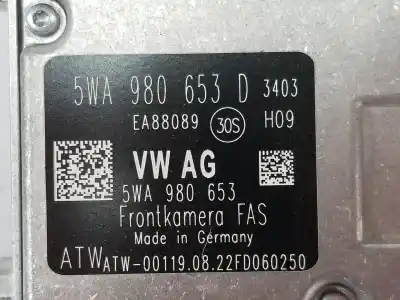 5WA 980 653 D 3403
EA88089 30S H09
VW AG
5WA 980 653
Frontkamera FAS
Made in Germany
ATW ATW-00119.08.22FD060250